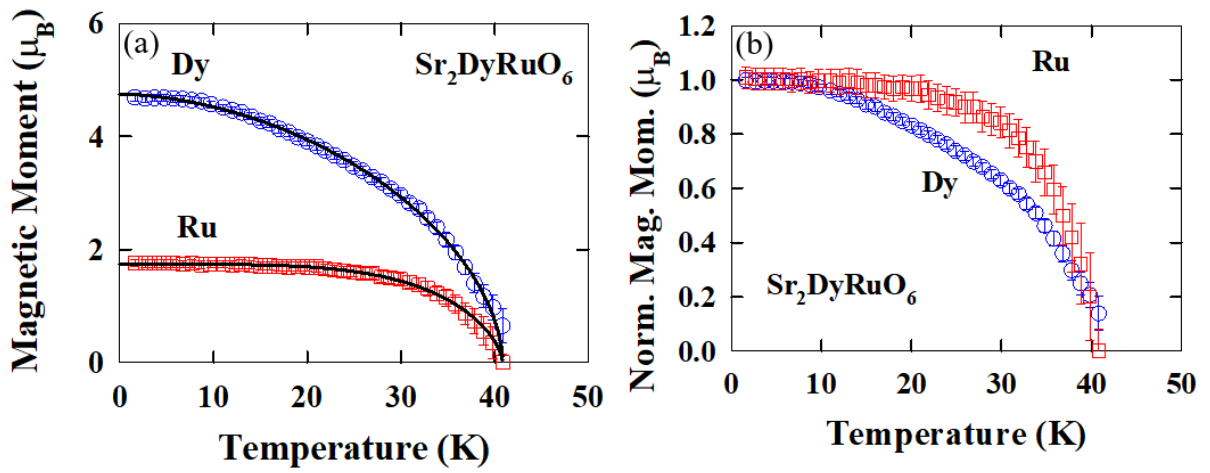 (a)
Dy
Sr₂DyRuO₆
Ru
Magnetic Moment (μ_B)
6
4
2
0
0 10 20 30 40 50
Temperature (K)
(b)
Ru
Dy
Sr₂DyRuO₆
Norm. Mag. Mom. (μ_B)
1.2
1.0
0.8
0.6
0.4
0.2
0.0
0 10 20 30 40 50
Temperature (K)